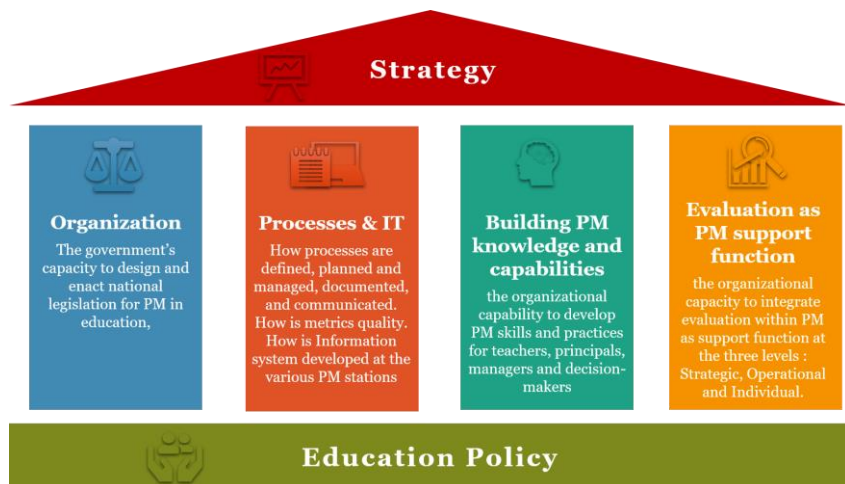 Strategy
Organization
The government's
capacity to design and
enact national
legislation for PM in
education,
Processes & IT
How processes are
defined, planned and
managed, documented,
and communicated.
How is metrics quality.
How is Information
system developed at the
various PM stations
Building PM
knowledge and
capabilities
the organizational
capability to develop
PM skills and practices
for teachers, principals,
managers and decision-
makers
Evaluation as
PM support
function
the organizational
capacity to integrate
evaluation within PM
as support function at
the three levels :
Strategic, Operational
and Individual.
Education Policy